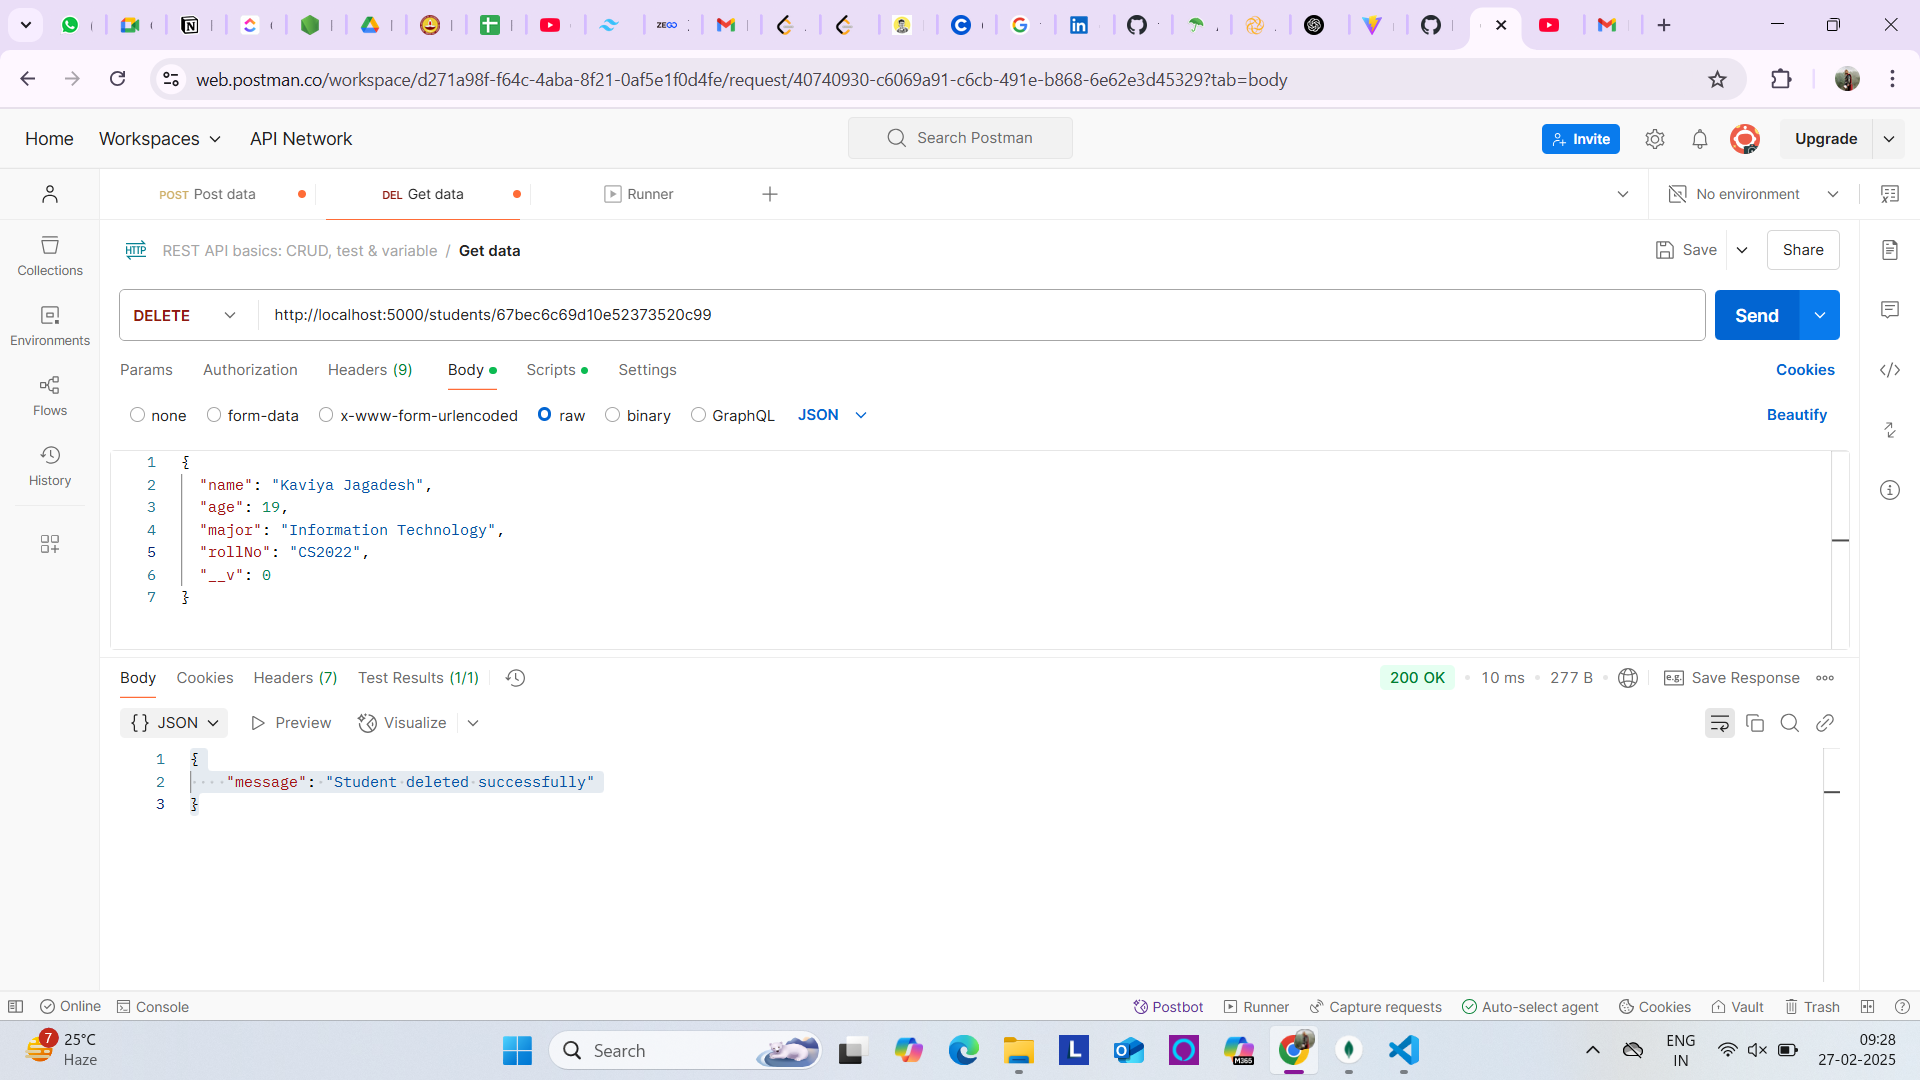 web.postman.co/workspace/d271a98f-f64c-4aba-8f21-0af5e1f0d4fe/request/40740930-c6069a91-c6cb-491e-b868-6e62e3d45329?tab=body
Home Workspaces API Network Search Postman Invite Upgrade
POST Post data DEL Get data Runner No environment
HTTP REST API basics: CRUD, test & variable / Get data Save Share
Collections
Environments
Flows
History
DELETE http://localhost:5000/students/67bec6c69d10e52373520c99 Send
Params Authorization Headers (9) Body Scripts Settings Cookies
none form-data x-www-form-urlencoded raw binary GraphQL JSON Beautify
1 {
2 "name": "Kaviya Jagadesh",
3 "age": 19,
4 "major": "Information Technology",
5 "rollNo": "CS2022",
6 "__v": 0
7 }
Body Cookies Headers (7) Test Results (1/1) 200 OK 10 ms 277 B e.g. Save Response
{} JSON Preview Visualize
1 {
2 "message": "Student deleted successfully"
3 }
Online Console Postbot Runner Capture requests Auto-select agent Cookies Vault Trash
7 25°C
Haze
Search
L
M365
ENG
IN
09:28
27-02-2025